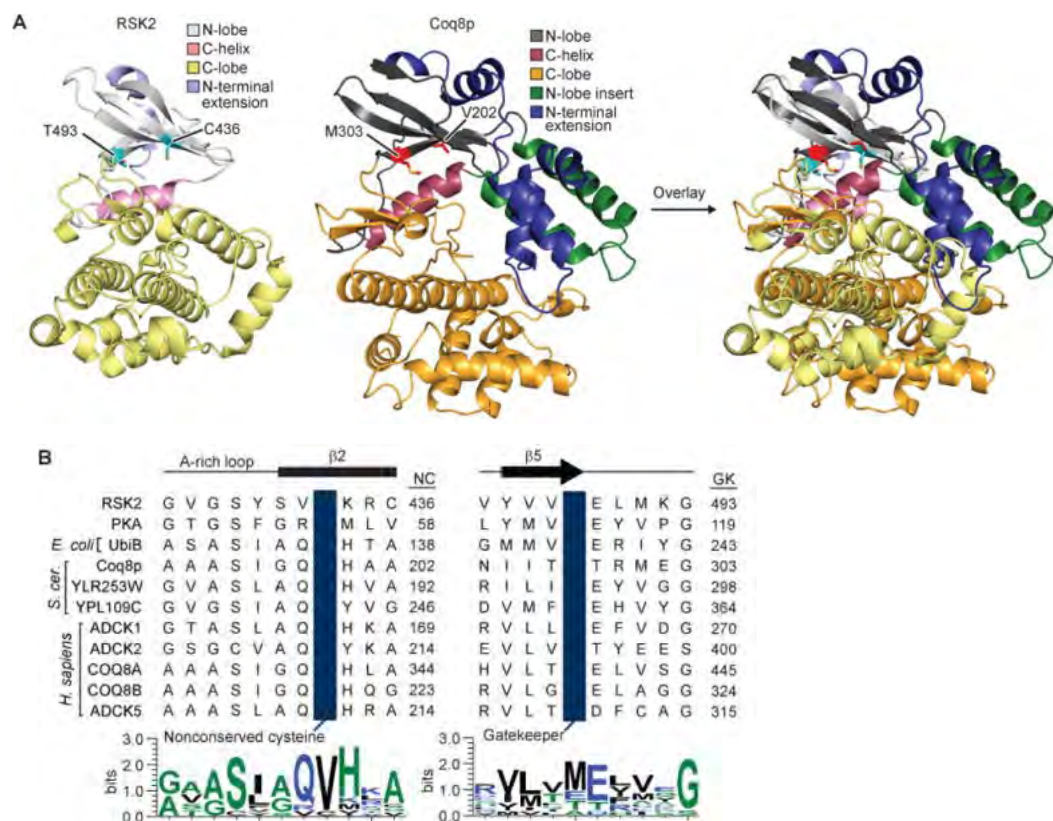 A
RSK2
N-lobe
C-helix
C-lobe
N-terminal extension
T493
C436
Coq8p
N-lobe
C-helix
C-lobe
N-lobe insert
N-terminal extension
V202
M303
Overlay
B
A-rich loop β2 NC β5 GK
RSK2 G V G S Y S V K R C 436 V Y V V E L M K G 493
PKA G T G S F G R M L V 58 L Y M V E Y V P G 119
E. coli UbiB A S A S I A Q H T A 138 G M M V E R I Y G 243
S. cer. Coq8p A A A S I G Q H A A 202 N I I T T R M E G 303
YLR253W G V A S L A Q H V A 192 R I L I E Y V G G 298
YPL109C G V G S I A Q Y V G 246 D V M F E H V Y G 364
H. sapiens ADCK1 G T A S L A Q H K A 169 R V L L E F V D G 270
ADCK2 G S G C V A Q Y K A 214 E V L V T Y E E S 400
COQ8A A A A S I G Q H L A 344 H V L T E L V S G 445
COQ8B A A A S I G Q H Q G 223 R V L G E L A G G 324
ADCK5 A A A S L A Q H R A 214 R V L T D F C A G 315
Nonconserved cysteine Gatekeeper
3.0
2.0
1.0
0.0
bits
3.0
2.0
1.0
0.0
bits